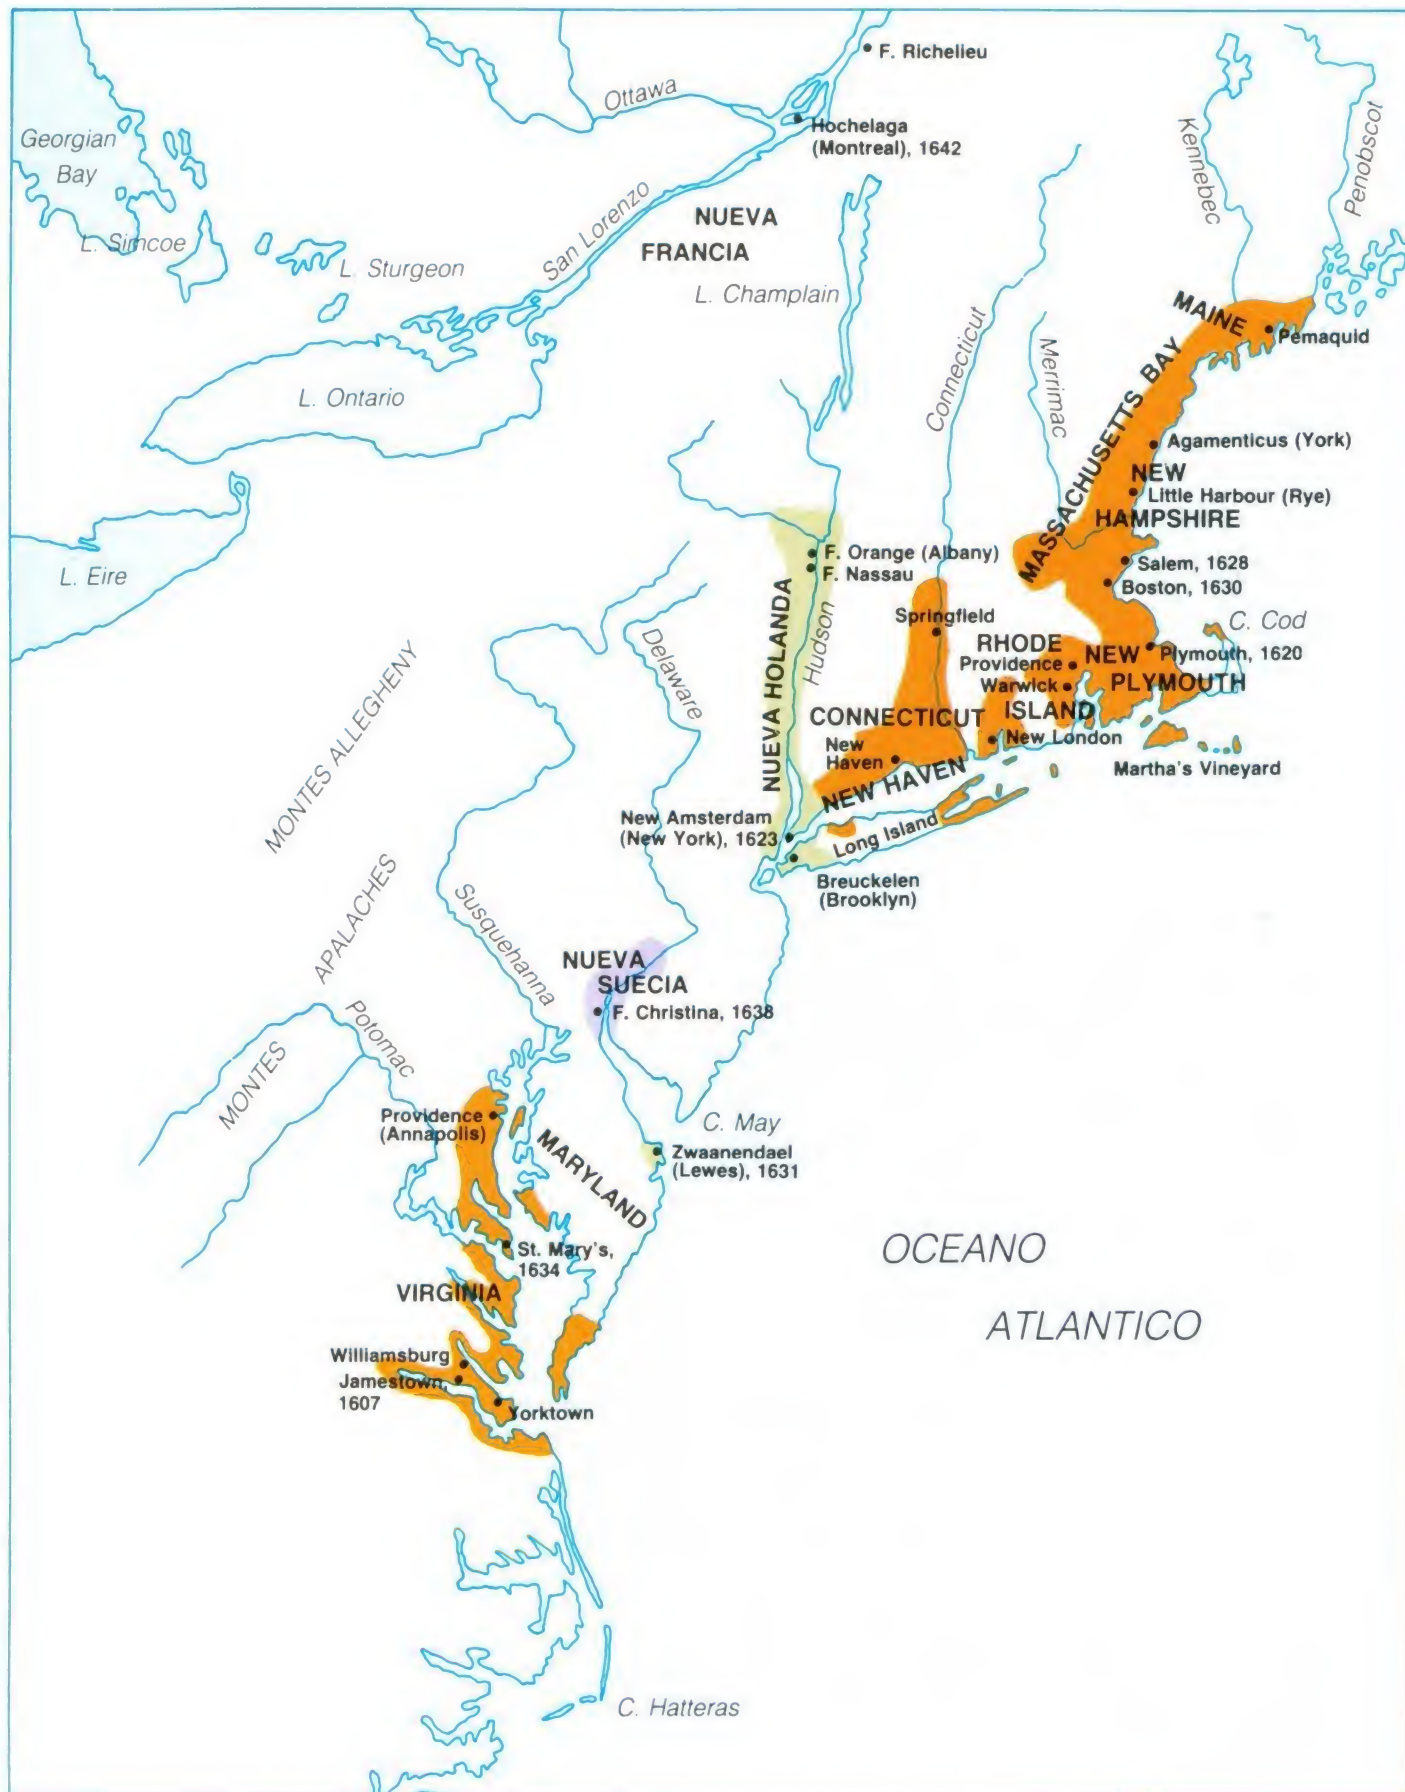 F. Richelieu
Ottawa
Hochelaga
(Montreal), 1642
Georgian
Bay
Kennebec
Penobscot
L. Simcoe
L. Sturgeon
San Lorenzo
NUEVA
FRANCIA
L. Champlain
MAINE
Pemaquid
Connecticut
Merrimac
MASSACHUSETTS BAY
L. Ontario
Agamenticus (York)
NEW
Little Harbour (Rye)
HAMPSHIRE
L. Eire
F. Orange (Albany)
F. Nassau
Salem, 1628
Boston, 1630
NUEVA HOLANDA
Hudson
Springfield
C. Cod
RHODE
NEW
Plymouth, 1620
Providence
Warwick
PLYMOUTH
Delaware
CONNECTICUT
ISLAND
New
Haven
New London
NEW HAVEN
Martha's Vineyard
MONTES ALLEGHENY
New Amsterdam
(New York), 1623
Long Island
Breuckelen
(Brooklyn)
APALACHES
Susquehanna
NUEVA
SUECIA
F. Christina, 1638
Potomac
MONTES
Providence
(Annapolis)
C. May
MARYLAND
Zwaanendael
(Lewes), 1631
St. Mary's,
1634
OCEANO
ATLANTICO
VIRGINIA
Williamsburg
Jamestown,
1607
Yorktown
C. Hatteras